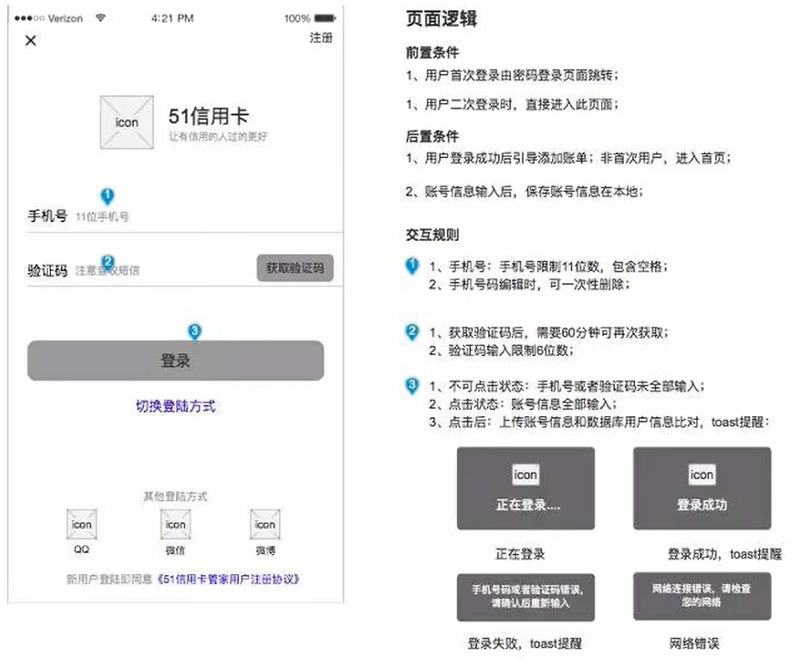 Verizon 4:21 PM 100%
注册
icon
51信用卡
让有信用的人过的更好
1
手机号 11位手机号
2
验证码 注意查收短信 获取验证码
3
登录
切换登陆方式
其他登陆方式
icon icon icon
QQ 微信 微博
新用户登陆即同意《51信用卡管家用户注册协议》
页面逻辑
前置条件
1、用户首次登录由密码登录页面跳转；
1、用户二次登录时，直接进入此页面；
后置条件
1、用户登录成功后引导添加账单；非首次用户，进入首页；
2、账号信息输入后，保存账号信息在本地；
交互规则
1 1、手机号：手机号限制11位数，包含空格；
2、手机号码编辑时，可一次性删除；
2 1、获取验证码后，需要60分钟可再次获取；
2、验证码输入限制6位数；
3 1、不可点击状态：手机号或者验证码未全部输入；
2、点击状态：账号信息全部输入；
3、点击后：上传账号信息和数据库用户信息比对，toast提醒：
icon icon
正在登录.... 登录成功
正在登录 登录成功，toast提醒
手机号码或者验证码错误，
请确认后重新输入
网络连接错误，请检查
您的网络
登录失败，toast提醒 网络错误